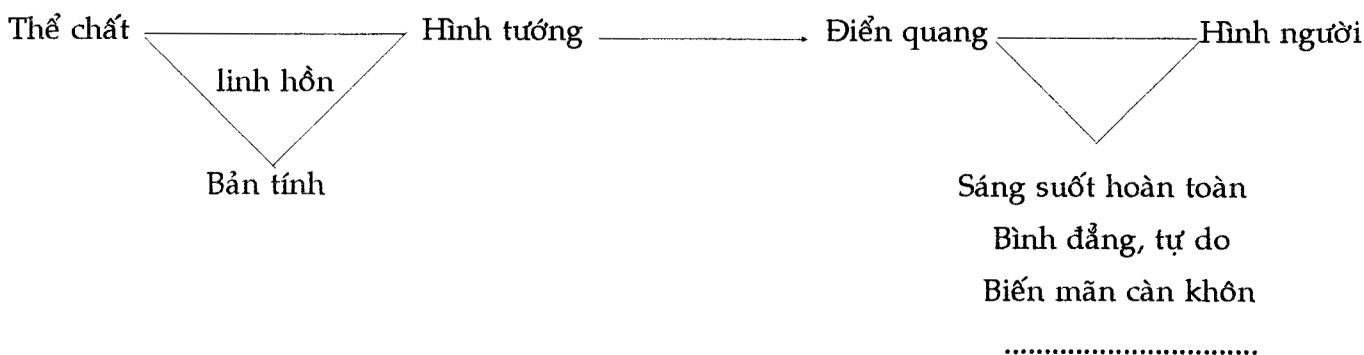 Thể chất Hình tướng Điển quang Hình người
linh hồn
Bản tính
Sáng suốt hoàn toàn
Bình đẳng, tự do
Biến mãn càn khôn
................................